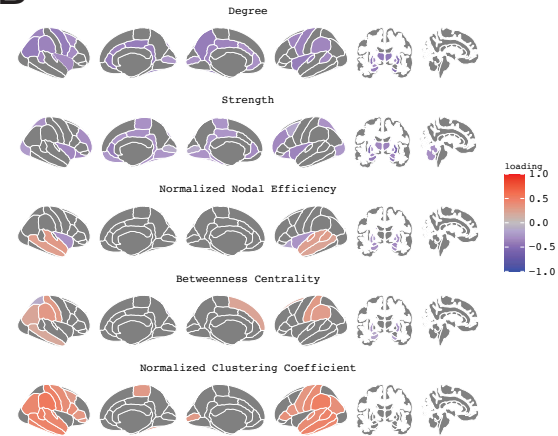 Degree
Strength
loading
1.0
0.5
0.0
−0.5
−1.0
Normalized Nodal Efficiency
Betweenness Centrality
Normalized Clustering Coefficient